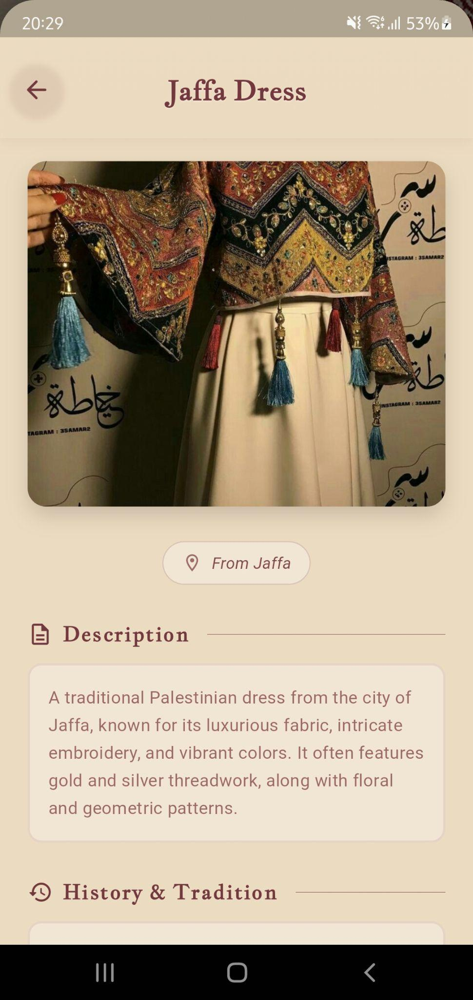 20:29
53%
Jaffa Dress
خياطة
INSTAGRAM : 3SAMAR2
INSTAGRAM : 3SAMAR2
TAGRAM : 3SAMAR2
From Jaffa
Description
A traditional Palestinian dress from the city of
Jaffa, known for its luxurious fabric, intricate
embroidery, and vibrant colors. It often features
gold and silver threadwork, along with floral
and geometric patterns.
History & Tradition